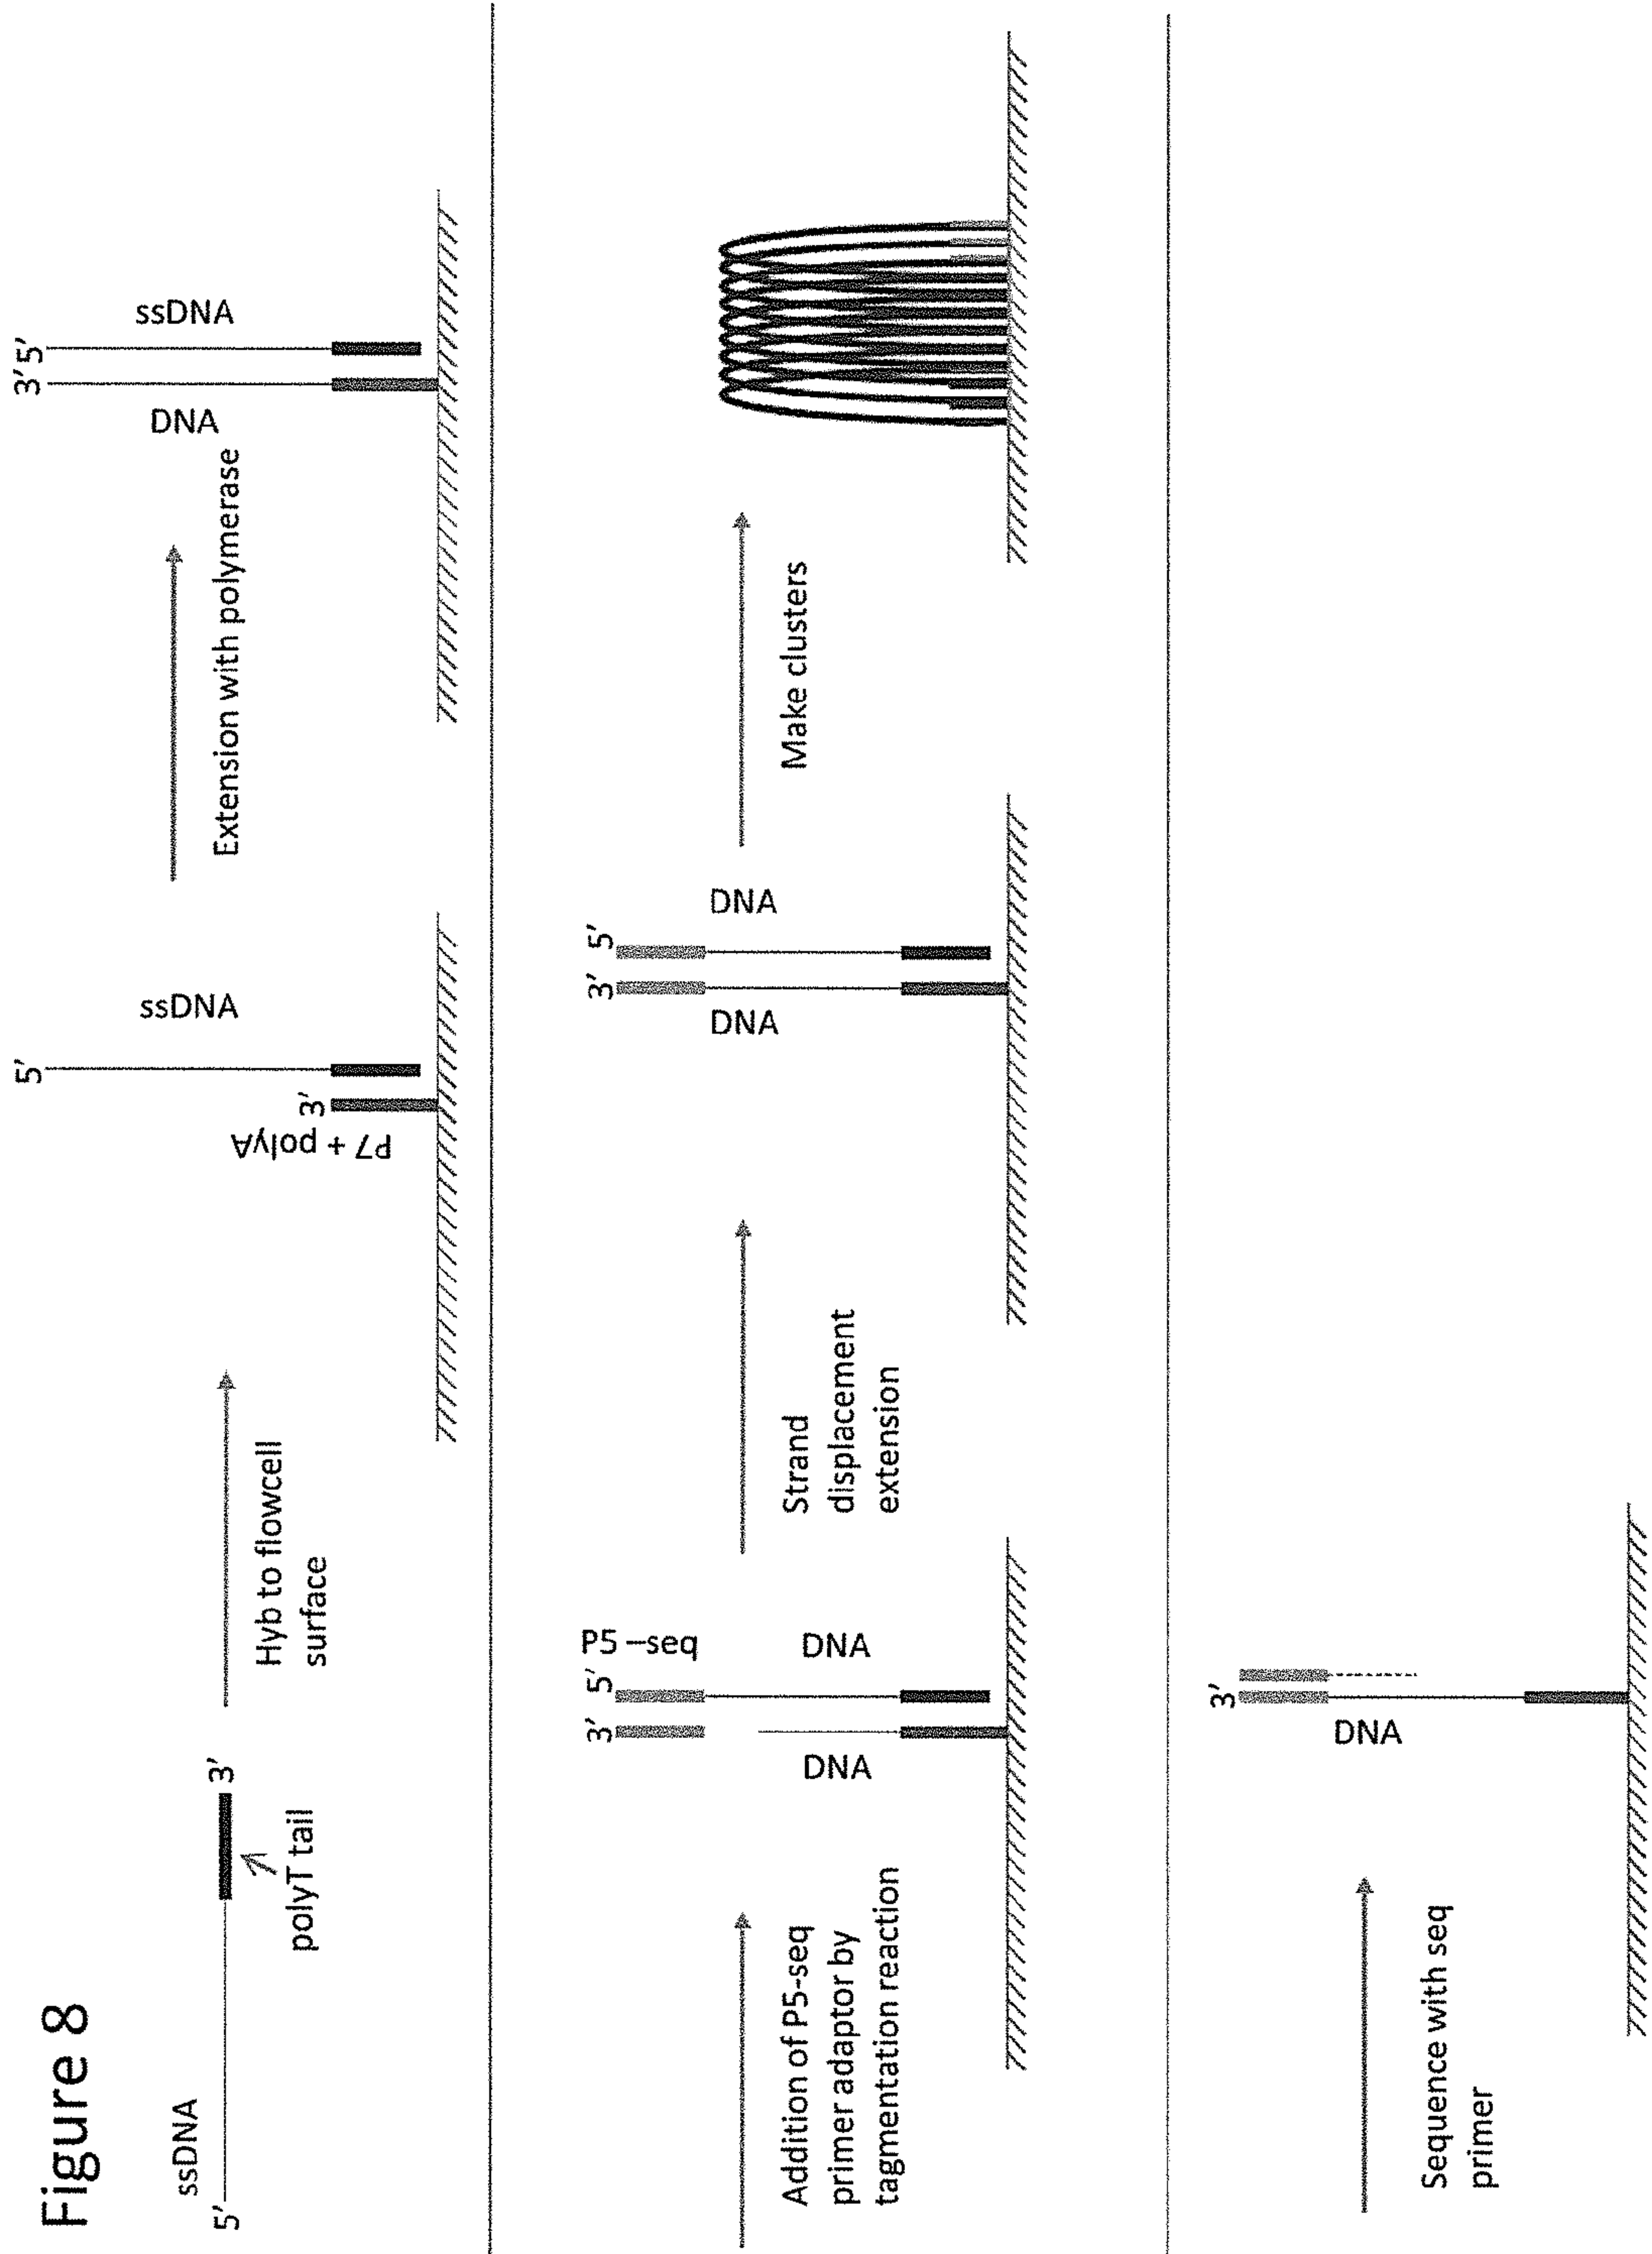 Figure 8
5'
ssDNA
3'
polyT tail
Hyb to flowcell
surface
5'
ssDNA
3'
P7 + polyA
Extension with polymerase
3'
5'
ssDNA
DNA
Addition of P5-seq
primer adaptor by
tagmentation reaction
P5 –seq
3'
5'
DNA
DNA
Strand
displacement
extension
3'
5'
DNA
DNA
Make clusters
Sequence with seq
primer
3'
DNA